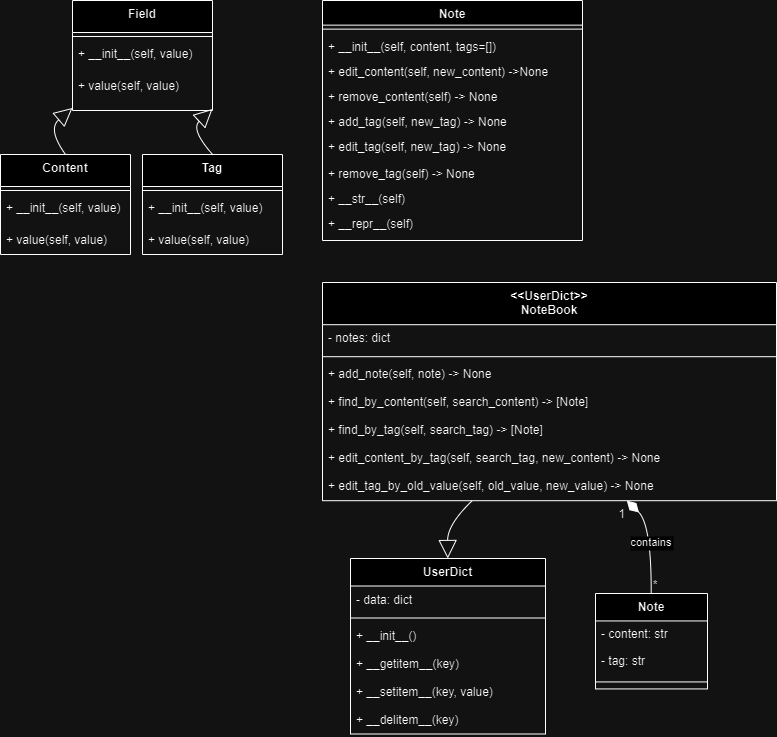 Field
+ __init__(self, value)
+ value(self, value)
Content
+ __init__(self, value)
+ value(self, value)
Tag
+ __init__(self, value)
+ value(self, value)
Note
+ __init__(self, content, tags=[])
+ edit_content(self, new_content) ->None
+ remove_content(self) -> None
+ add_tag(self, new_tag) -> None
+ edit_tag(self, new_tag) -> None
+ remove_tag(self) -> None
+ __str__(self)
+ __repr__(self)
<<UserDict>>
NoteBook
- notes: dict
+ add_note(self, note) -> None
+ find_by_content(self, search_content) -> [Note]
+ find_by_tag(self, search_tag) -> [Note]
+ edit_content_by_tag(self, search_tag, new_content) -> None
+ edit_tag_by_old_value(self, old_value, new_value) -> None
1
contains
*
UserDict
- data: dict
+ __init__()
+ __getitem__(key)
+ __setitem__(key, value)
+ __delitem__(key)
Note
- content: str
- tag: str